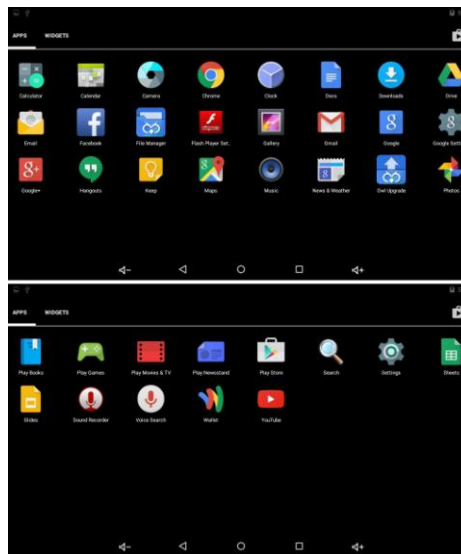 APPS WIDGETS
Calculator Calendar Camera Chrome Clock Docs Downloads Drive
Email Facebook File Manager Flash Player Set.. Gallery Gmail Google Google Setti
Google+ Hangouts Keep Maps Music News & Weather Owl Upgrade Photos
APPS WIDGETS
Play Books Play Games Play Movies & TV Play Newsstand Play Store Search Settings Sheets
Slides Sound Recorder Voice Search Wallet YouTube